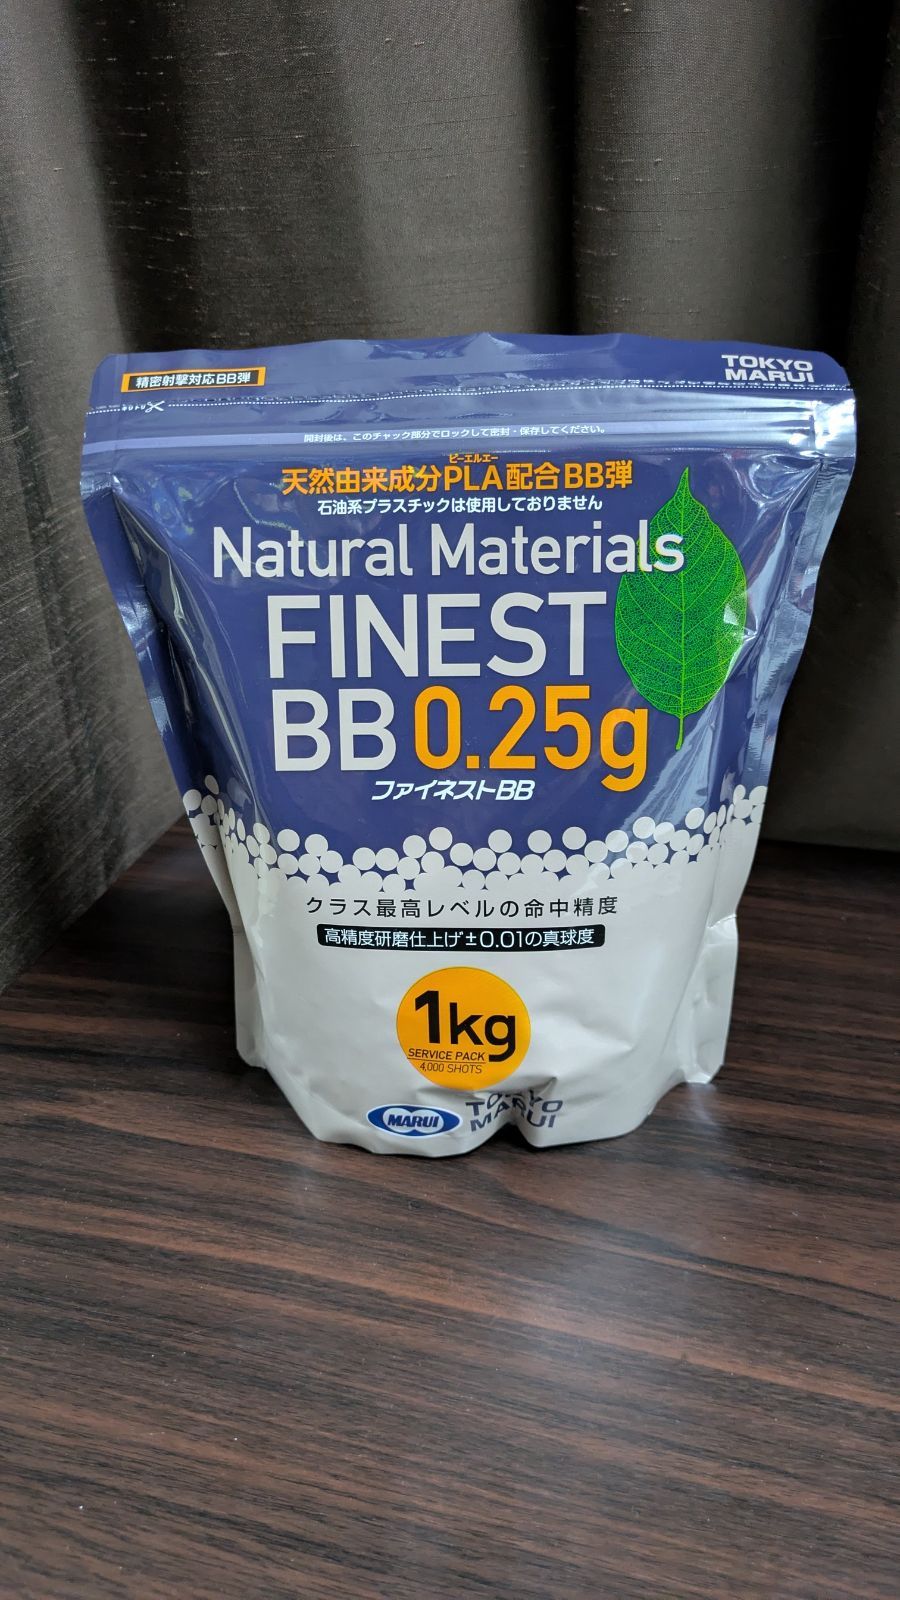 精密射撃対応BB弾
TOKYO
MARUI
開封後は、このチャック部分でロックして密封・保存してください。
ピーエルエー
天然由来成分PLA配合BB弾
石油系プラスチックは使用しておりません
Natural Materials
FINEST
BB 0.25g
ファイネストBB
クラス最高レベルの命中精度
高精度研磨仕上げ±0.01の真球度
1kg
SERVICE PACK
4,000 SHOTS
MARUI
TOKYO
MARUI